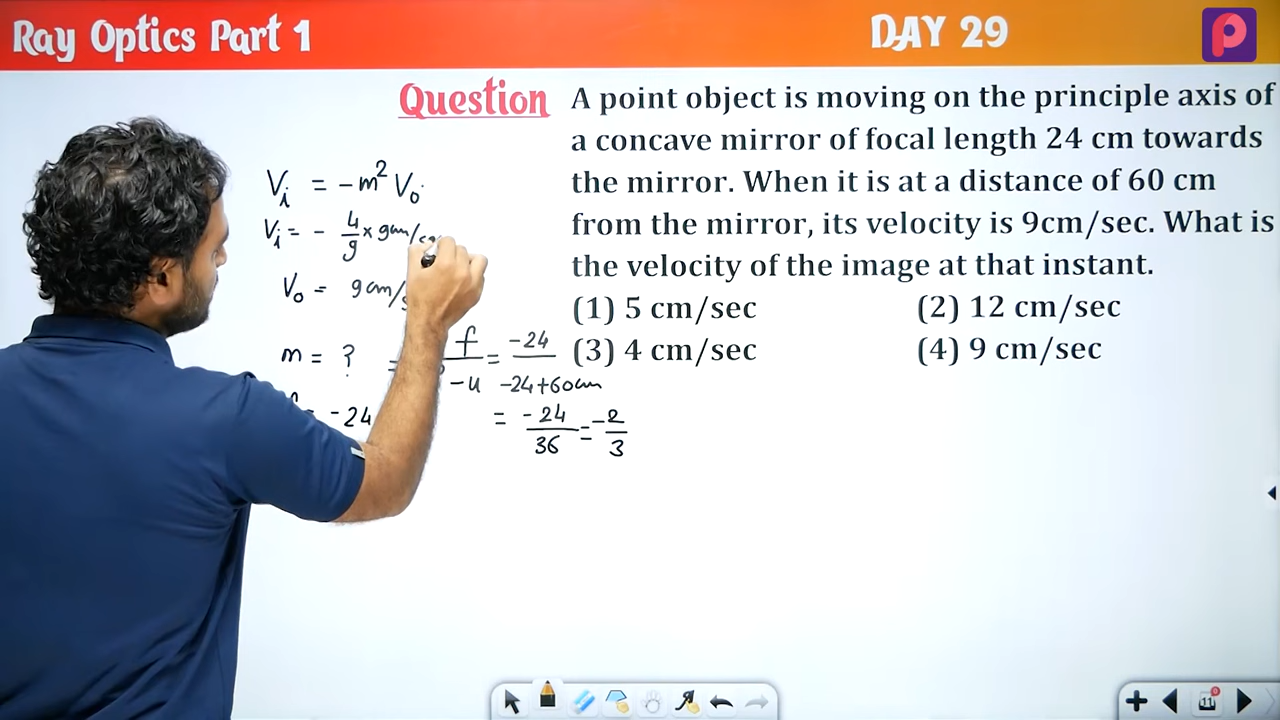 Ray Optics Part 1
DAY 29
Question
A point object is moving on the principle axis of
a concave mirror of focal length 24 cm towards
the mirror. When it is at a distance of 60 cm
from the mirror, its velocity is 9cm/sec. What is
the velocity of the image at that instant.
(1) 5 cm/sec (2) 12 cm/sec
(3) 4 cm/sec (4) 9 cm/sec
Vi = -m² Vo
Vi = - 4/9 × 9cm/
Vo = 9cm/
m = ? = f/-u = -24/-24+60cm
= -24
= -24/36 = -2/3
11